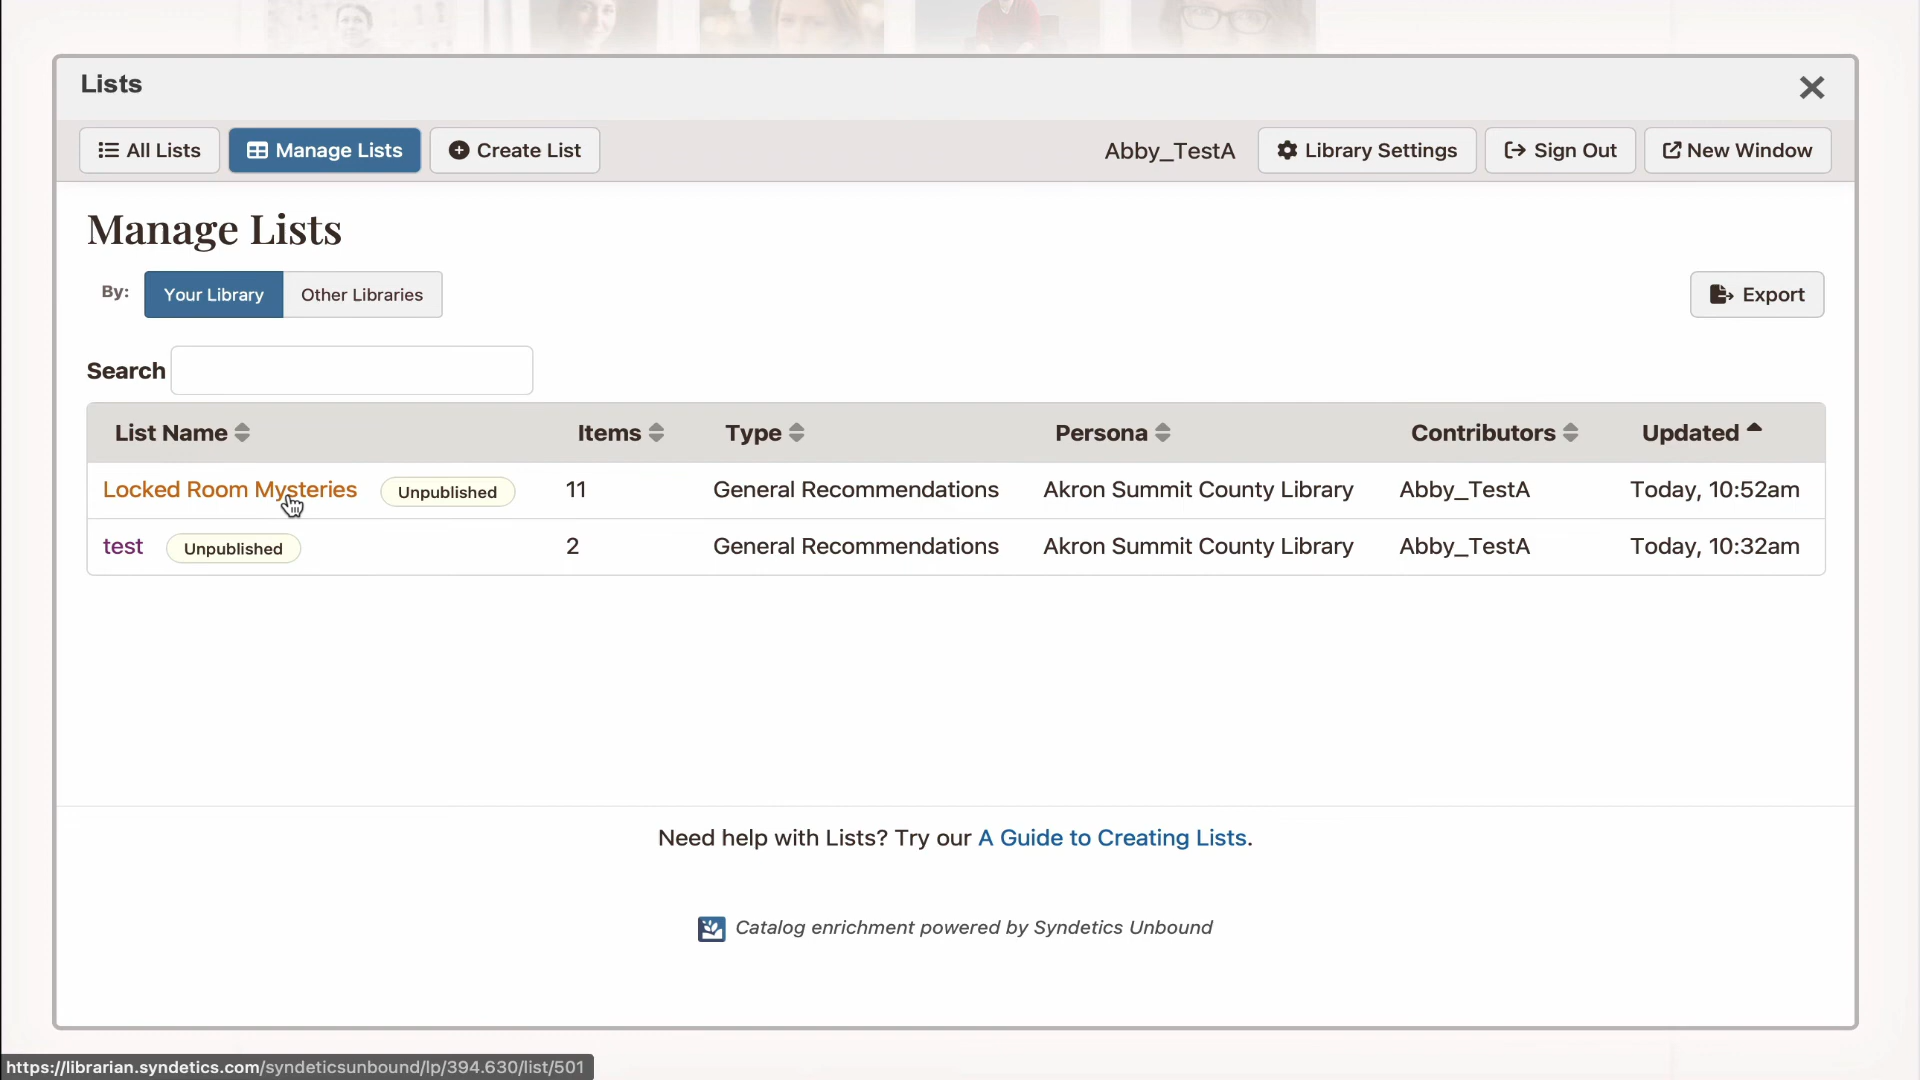 Lists
All Lists Manage Lists Create List Abby_TestA Library Settings Sign Out New Window
Manage Lists
By: Your Library Other Libraries Export
Search
List Name Items Type Persona Contributors Updated
Locked Room Mysteries Unpublished 11 General Recommendations Akron Summit County Library Abby_TestA Today, 10:52am
test Unpublished 2 General Recommendations Akron Summit County Library Abby_TestA Today, 10:32am
Need help with Lists? Try our A Guide to Creating Lists.
Catalog enrichment powered by Syndetics Unbound
https://librarian.syndetics.com/syndeticsunbound/lp/394.630/list/501